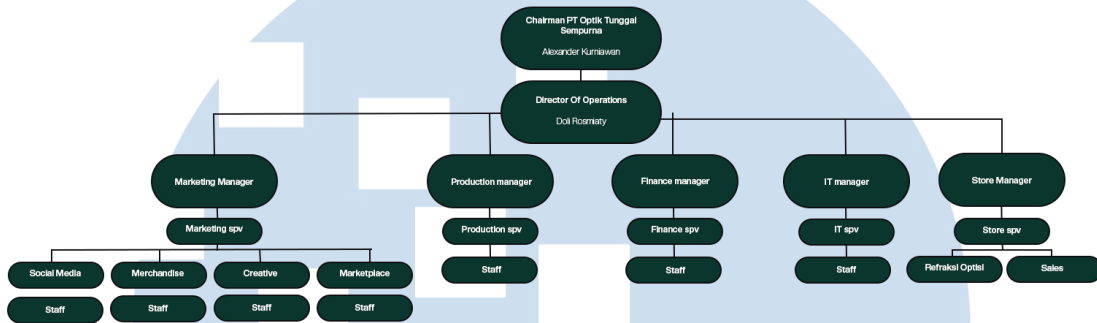 Chairman PT Optik Tunggal
Sempurna
Alexander Kurniawan
Director Of Operations
Doli Rosmiaty
Marketing Manager
Production manager
Finance manager
IT manager
Store Manager
Marketing spv
Production spv
Finance spv
IT spv
Store spv
Social Media
Merchandise
Creative
Marketplace
Staff
Staff
Staff
Refraksi Optisi
Sales
Staff
Staff
Staff
Staff